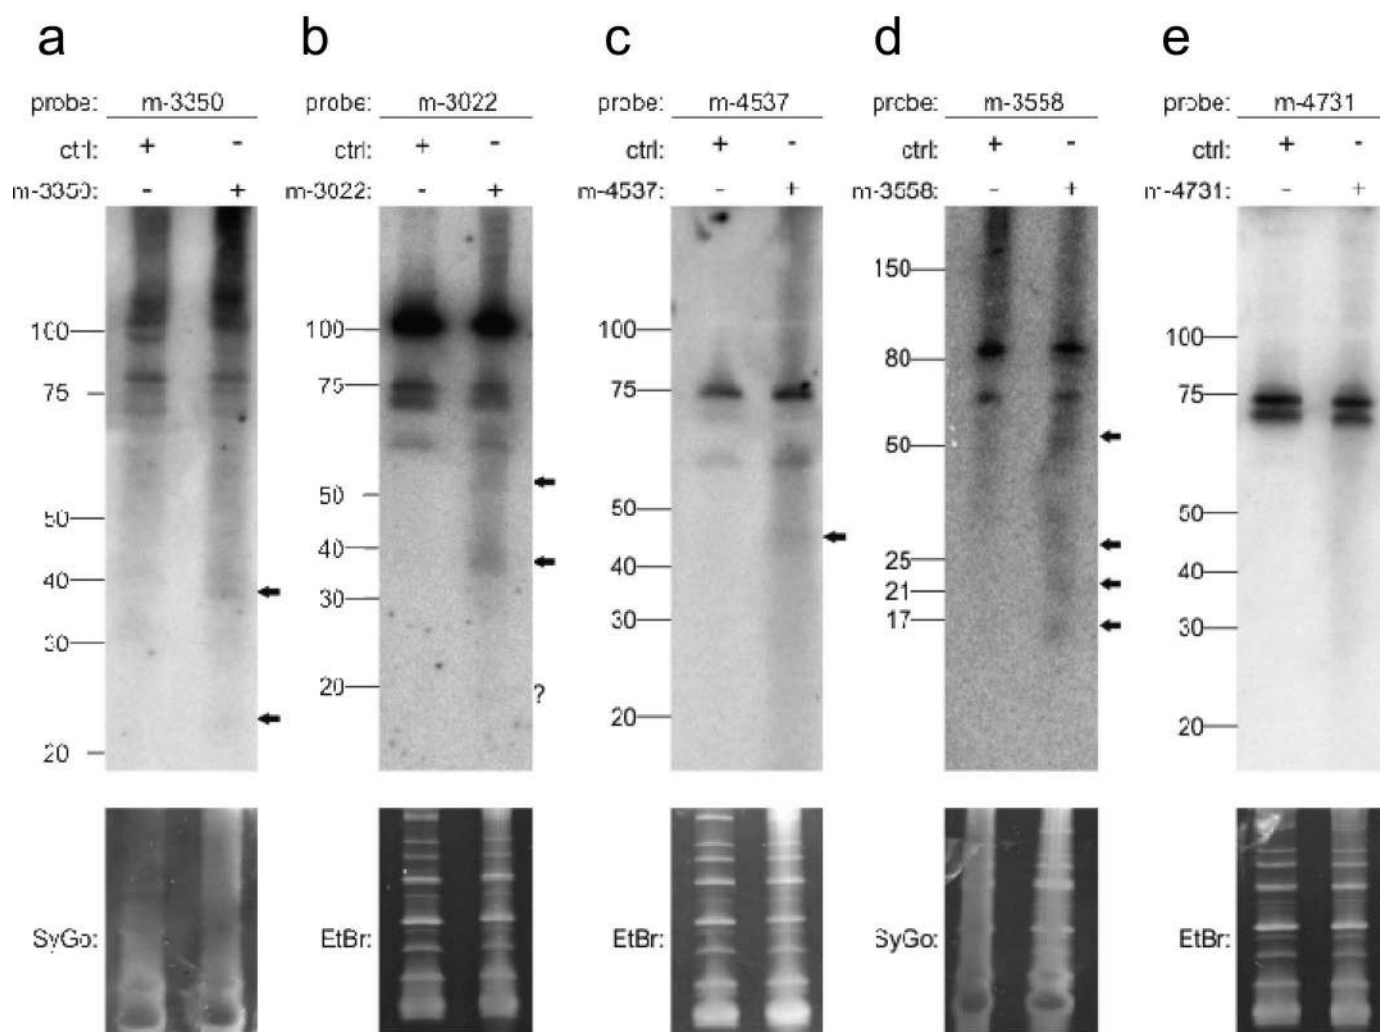 a b c d e
probe: m-3350 probe: m-3022 probe: m-4537 probe: m-3558 probe: m-4731
ctrl: + - ctrl: + - ctrl: + - ctrl: + - ctrl: + -
m-3350: - + m-3022: - + m-4537: - + m-3558: - + m-4731: - +
150
100 100 100 80 100
75 75 75 75
50 50 50 50 50
40 40 40 25 40
30 30 30 21 30
17
20 20 ? 20 20
SyGo: EtBr: EtBr: SyGo: EtBr: